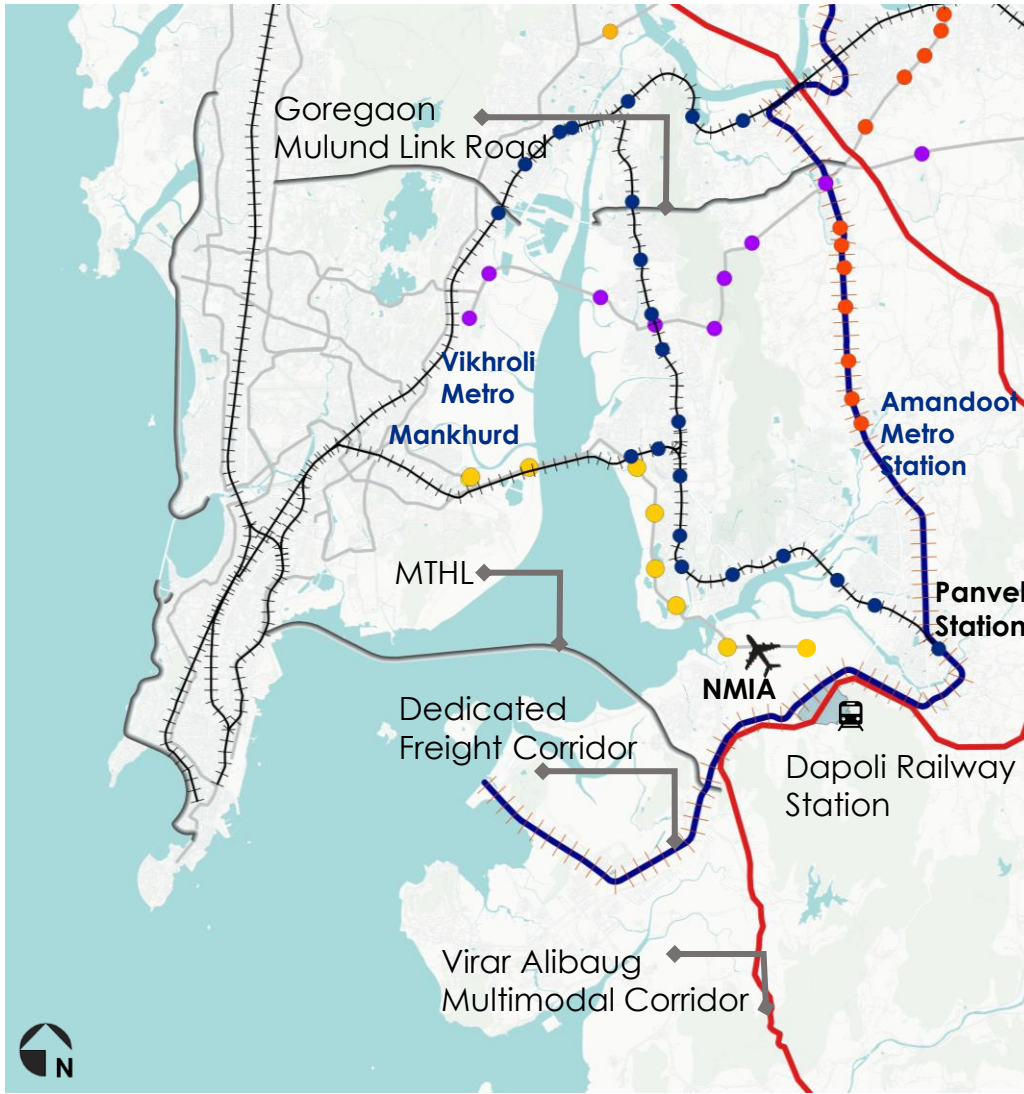 Goregaon
Mulund Link Road
Vikhroli
Metro
Mankhurd
Amandoot
Metro
Station
MTHL
Panvel
Station
NMIA
Dedicated
Freight Corridor
Dapoli Railway
Station
Virar Alibaug
Multimodal Corridor
N